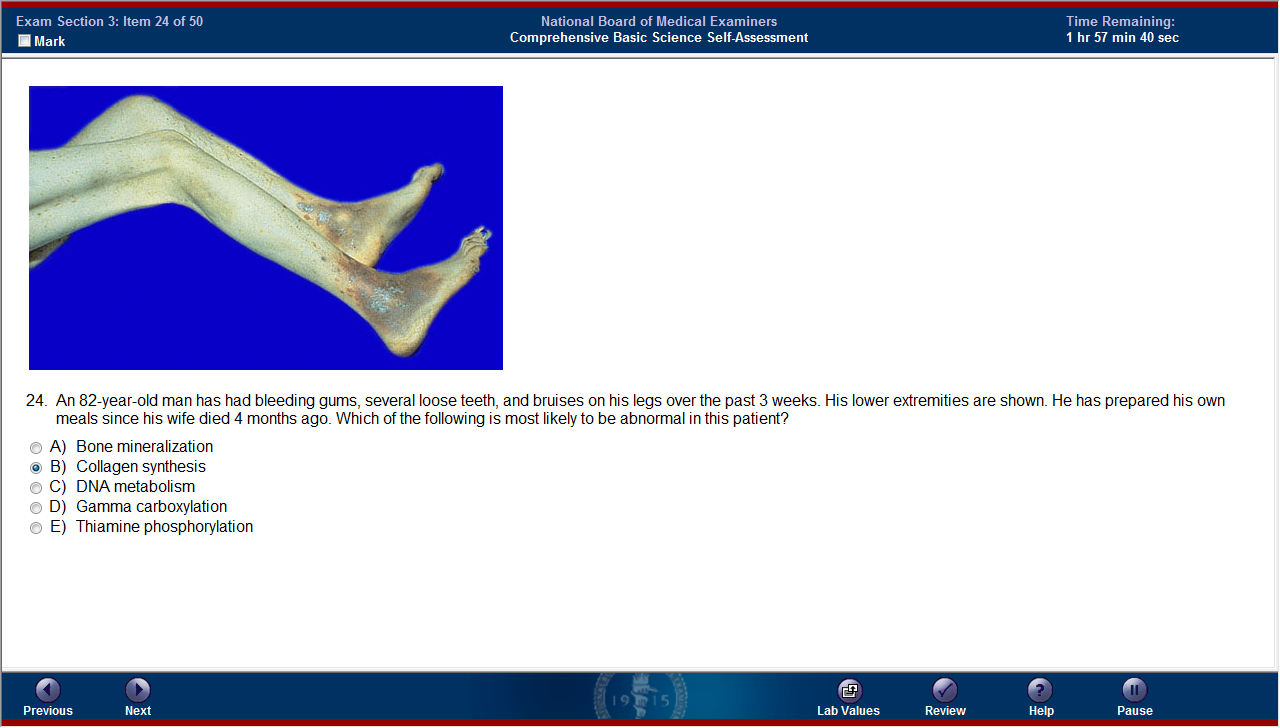 Exam Section 3: Item 24 of 50
National Board of Medical Examiners
Time Remaining:
Mark
Comprehensive Basic Science Self-Assessment
1 hr 57 min 40 sec
24. An 82-year-old man has had bleeding gums, several loose teeth, and bruises on his legs over the past 3 weeks. His lower extremities are shown. He has prepared his own
meals since his wife died 4 months ago. Which of the following is most likely to be abnormal in this patient?
A) Bone mineralization
B) Collagen synthesis
C) DNA metabolism
D) Gamma carboxylation
E) Thiamine phosphorylation
1915
Previous
Next
Lab Values
Review
Help
Pause